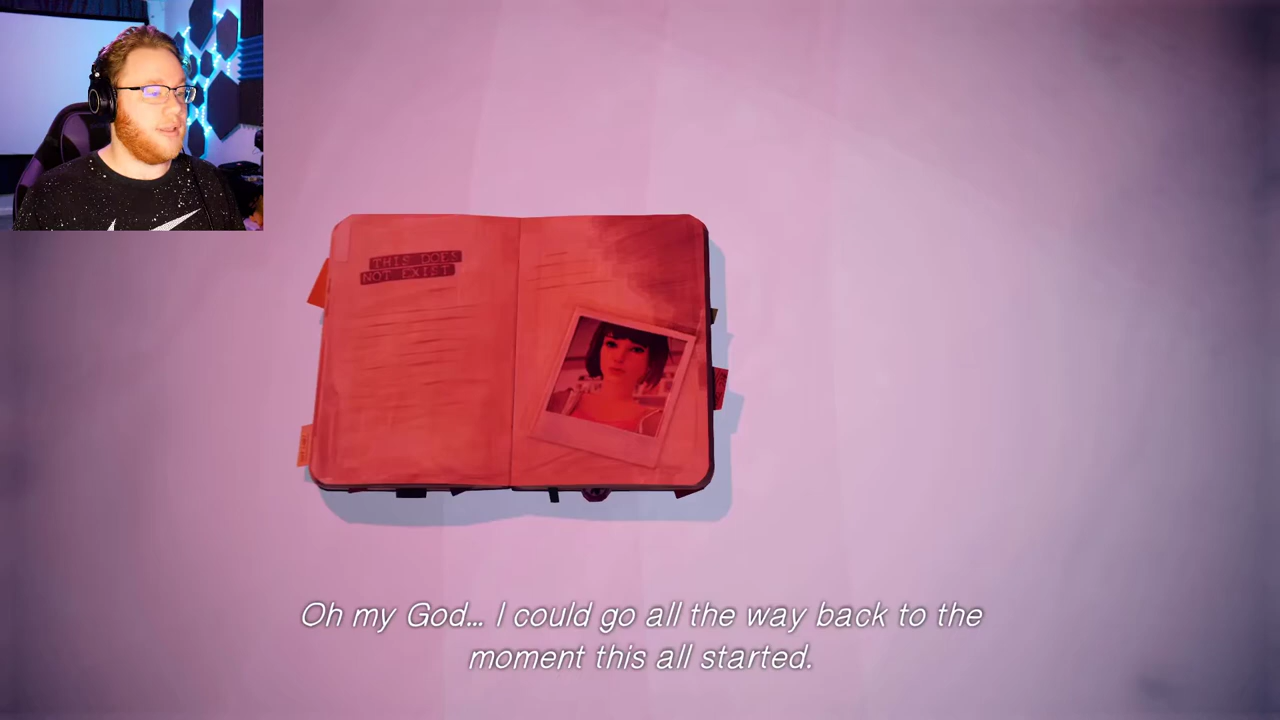 THIS DOES
NOT EXIST
Oh my God... I could go all the way back to the
moment this all started.